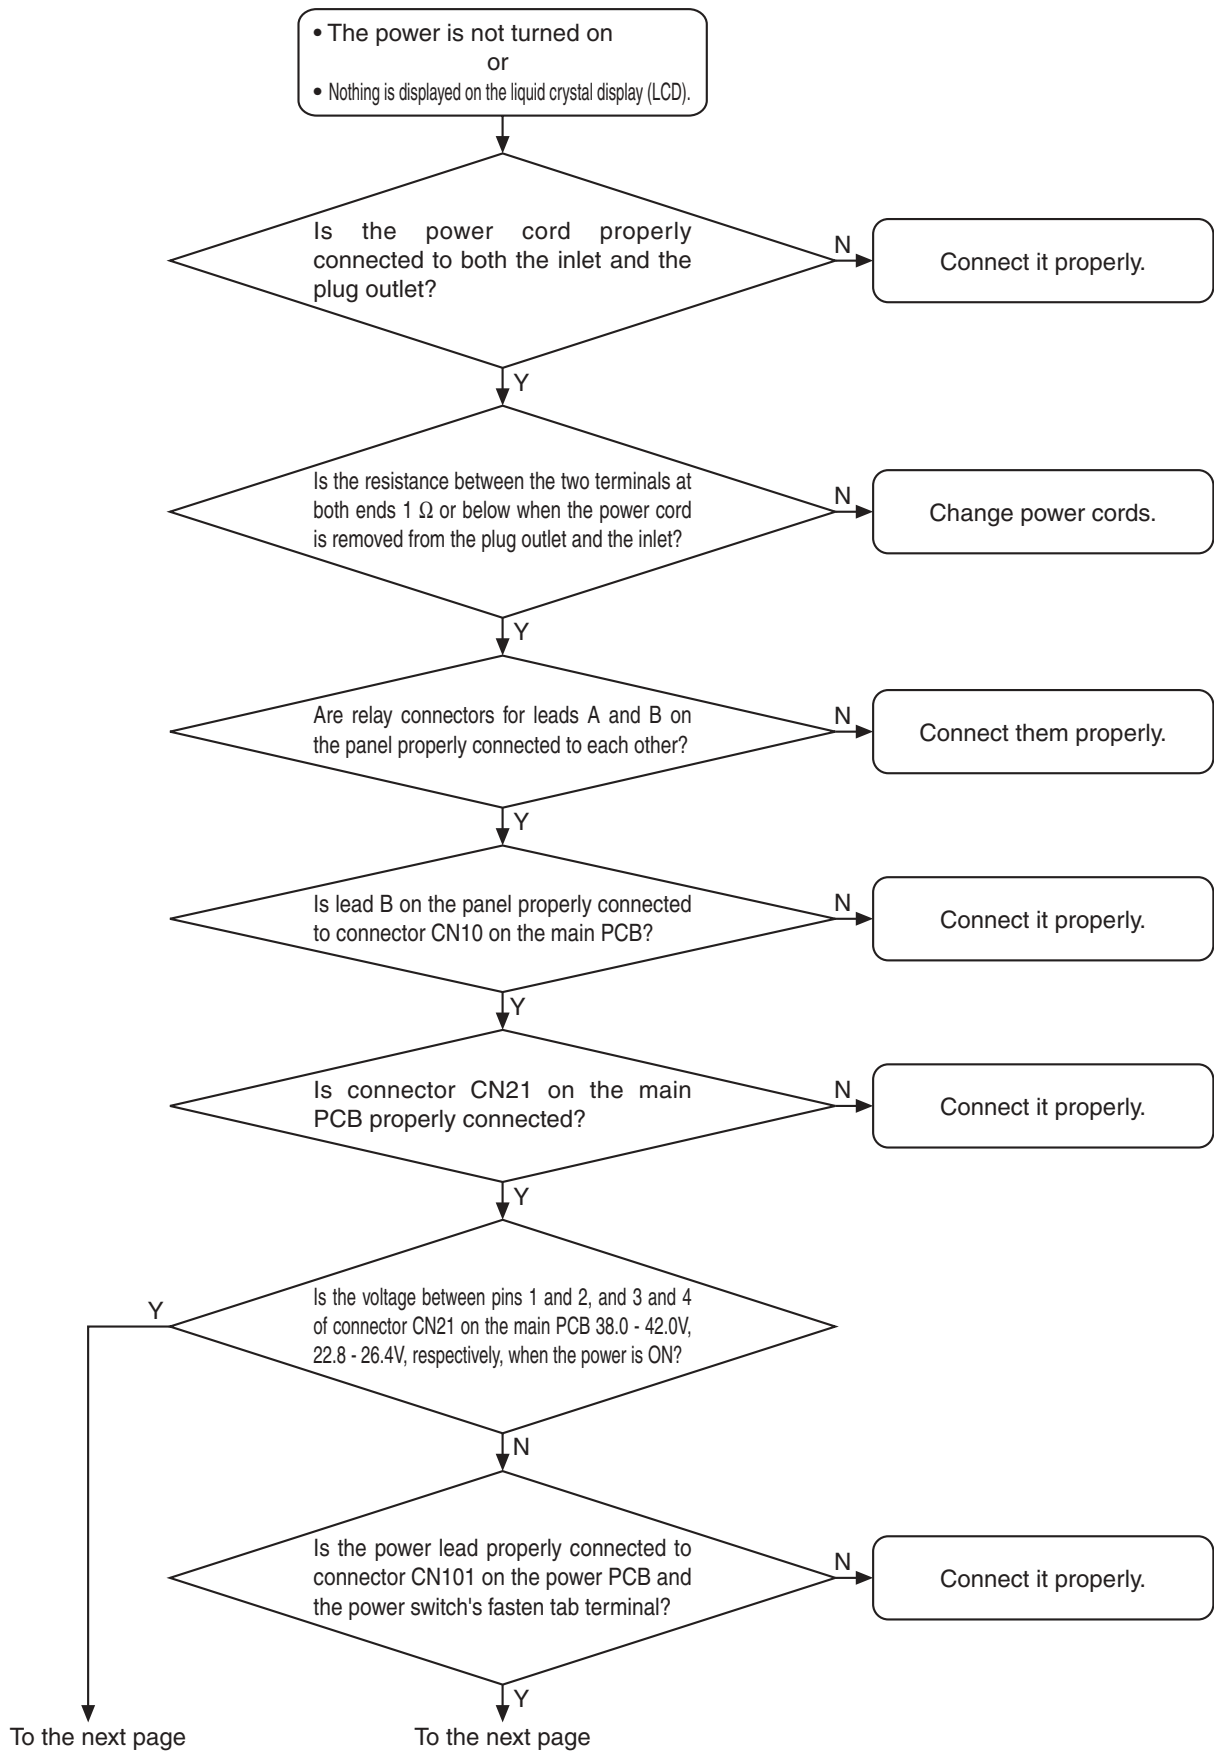 • The power is not turned on
or
• Nothing is displayed on the liquid crystal display (LCD).
Is the power cord properly
connected to both the inlet and the
plug outlet?
N
Connect it properly.
Y
Is the resistance between the two terminals at
both ends 1 Ω or below when the power cord
is removed from the plug outlet and the inlet?
N
Change power cords.
Y
Are relay connectors for leads A and B on
the panel properly connected to each other?
N
Connect them properly.
Y
Is lead B on the panel properly connected
to connector CN10 on the main PCB?
N
Connect it properly.
Y
Is connector CN21 on the main
PCB properly connected?
N
Connect it properly.
Y
Is the voltage between pins 1 and 2, and 3 and 4
of connector CN21 on the main PCB 38.0 - 42.0V,
22.8 - 26.4V, respectively, when the power is ON?
Y
N
Is the power lead properly connected to
connector CN101 on the power PCB and
the power switch's fasten tab terminal?
N
Connect it properly.
Y
To the next page
To the next page